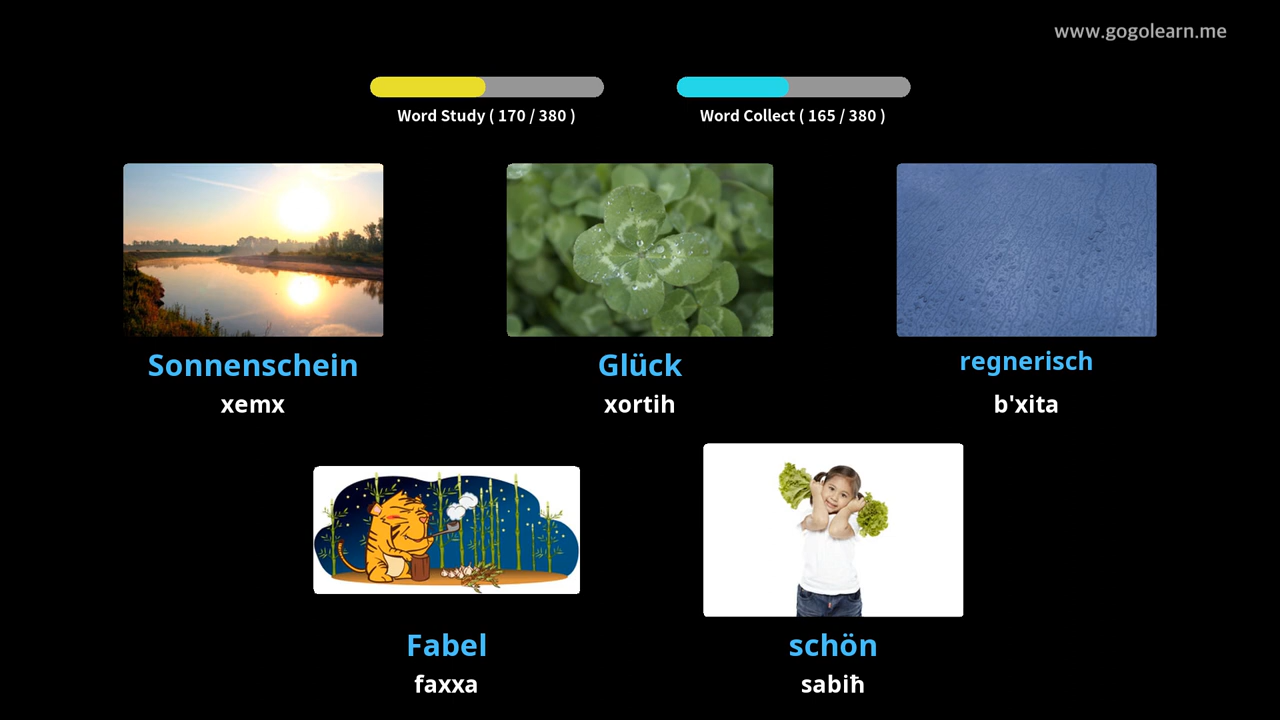 www.gogolearn.me
Word Study ( 170 / 380 )
Word Collect ( 165 / 380 )
Sonnenschein
xemx
Glück
xortih
regnerisch
b'xita
Fabel
faxxa
schön
sabiħ